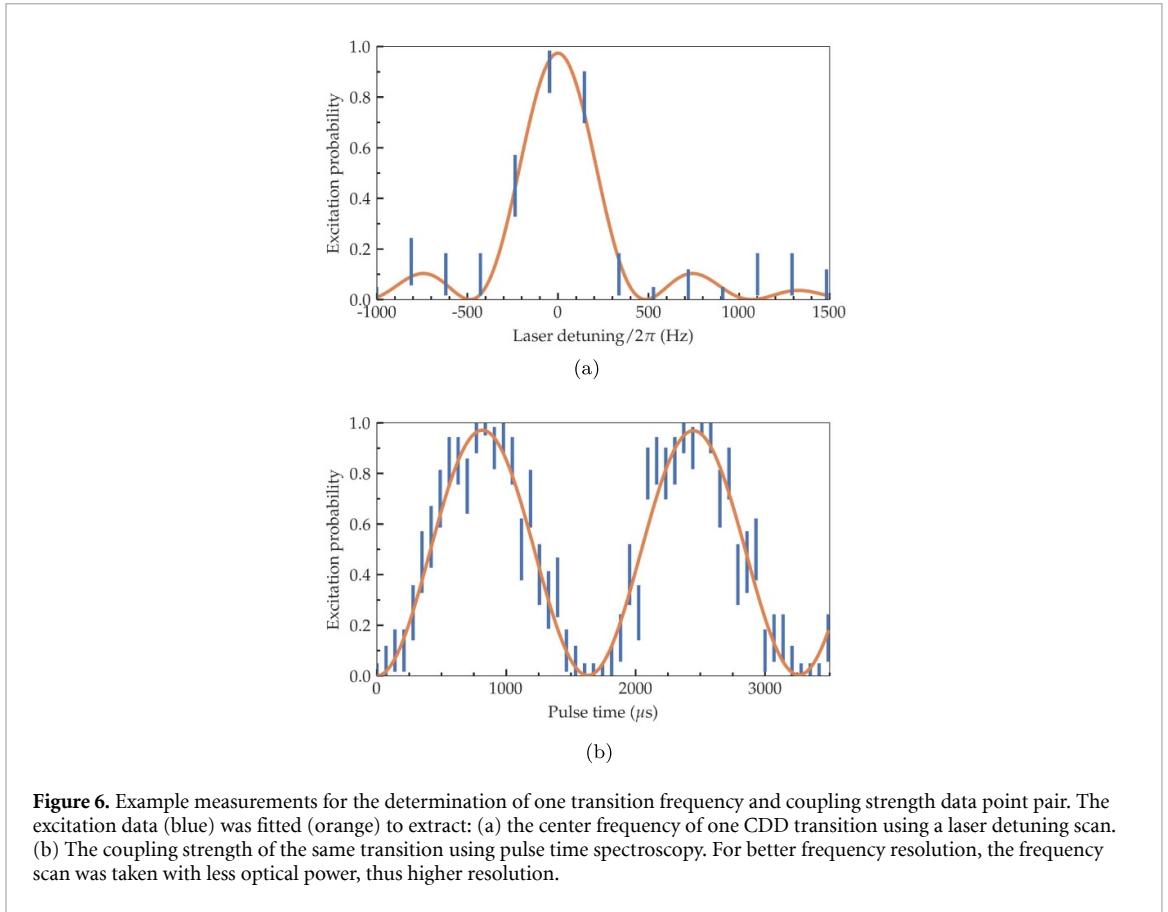 1.0
0.8
0.6
0.4
0.2
0.0
Excitation probability
-1000 -500 0 500 1000 1500
Laser detuning/2π (Hz)
(a)
1.0
0.8
0.6
0.4
0.2
0.0
Excitation probability
0 1000 2000 3000
Pulse time (μs)
(b)
Figure 6. Example measurements for the determination of one transition frequency and coupling strength data point pair. The
excitation data (blue) was fitted (orange) to extract: (a) the center frequency of one CDD transition using a laser detuning scan.
(b) The coupling strength of the same transition using pulse time spectroscopy. For better frequency resolution, the frequency
scan was taken with less optical power, thus higher resolution.